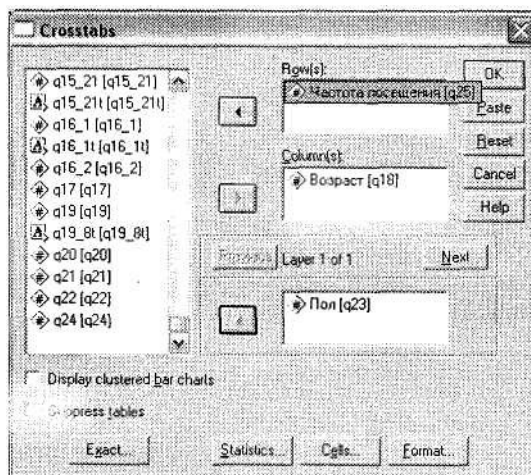 Crosstabs
q15_21 [q15_21]
q15_21t [q15_21t]
q16_1 [q16_1]
q16_1t [q16_1t]
q16_2 [q16_2]
q17 [q17]
q19 [q19]
q19_8t [q19_8t]
q20 [q20]
q21 [q21]
q22 [q22]
q24 [q24]
Row(s):
Частота посещения [q25]
Column(s):
Возраст [q18]
Previous
Layer 1 of 1
Next
Пол [q23]
OK
Paste
Reset
Cancel
Help
Display clustered bar charts
Suppress tables
Exact...
Statistics...
Cells...
Format...